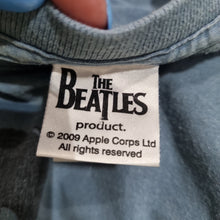 THE
BEATLES
product.
© 2009 Apple Corps Ltd
All rights reserved